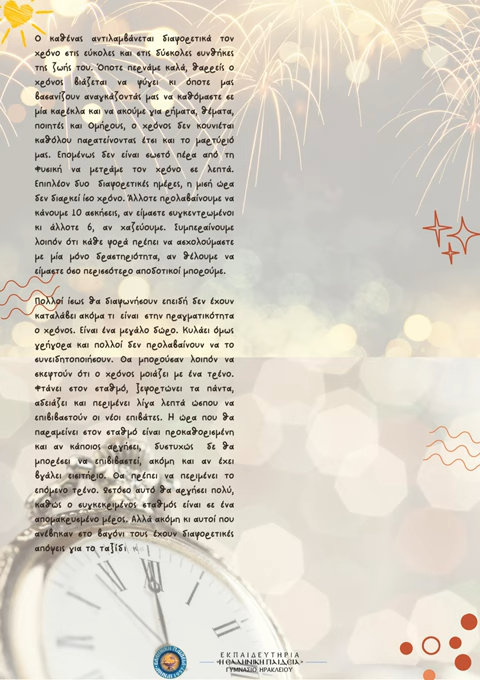 Ο καθένας αντιλαμβάνεται διαφορετικά τον
χρόνο στις εύκολες και στις δύσκολες συνθήκες
της ζωής του. Όποτε περνάμε καλά, θαρρείς ο
χρόνος βιάζεται να φύγει κι όποτε μας
βασανίζουν αναγκάζοντάς μας να καθόμαστε σε
μία καρέκλα και να ακούμε για ρήματα, θέματα,
ποιητές και Ομήρους, ο χρόνος δεν κουνιέται
καθόλου παρατείνοντας έτσι και το μαρτύριό
μας. Επομένως δεν είναι σωστό πέρα από τη
Φυσική να μετράμε τον χρόνο σε λεπτά.
Επιπλέον δυο διαφορετικές ημέρες, η μισή ώρα
δεν διαρκεί ίσο χρόνο. Άλλοτε προλαβαίνουμε να
κάνουμε 10 ασκήσεις, αν είμαστε συγκεντρωμένοι
κι άλλοτε 6, αν χαζεύουμε. Συμπεραίνουμε
λοιπόν ότι κάθε φορά πρέπει να ασχολούμαστε
με μία μόνο δραστηριότητα, αν θέλουμε να
είμαστε όσο περισσότερο αποδοτικοί μπορούμε.
Πολλοί ίσως θα διαφωνήσουν επειδή δεν έχουν
καταλάβει ακόμα τι είναι στην πραγματικότητα
ο χρόνος. Είναι ένα μεγάλο δώρο. Κυλάει όμως
γρήγορα και πολλοί δεν προλαβαίνουν να το
συνειδητοποιήσουν. Θα μπορούσαν λοιπόν να
σκεφτούν ότι ο χρόνος μοιάζει με ένα τρένο.
Φτάνει στον σταθμό, ξεφορτώνει τα πάντα,
αδειάζει και περιμένει λίγα λεπτά ώσπου να
επιβιβαστούν οι νέοι επιβάτες. Η ώρα που θα
παραμείνει στον σταθμό είναι προκαθορισμένη
και αν κάποιος αργήσει, δυστυχώς δε θα
μπορέσει να επιβιβαστεί, ακόμη και αν έχει
βγάλει εισιτήριο. Θα πρέπει να περιμένει το
επόμενο τρένο. Ωστόσο αυτό θα αργήσει πολύ,
καθώς ο συγκεκριμένος σταθμός είναι σε ένα
απομακρυσμένο μέρος. Αλλά ακόμη κι αυτοί που
ανέβηκαν στο βαγόνι τους έχουν διαφορετικές
απόψεις για το ταξίδι
ΕΚΠΑΙΔΕΥΤΗΡΙΑ
«Η ΕΛΛΗΝΙΚΗ ΠΑΙΔΕΙΑ»
ΓΥΜΝΑΣΙΟ ΗΡΑΚΛΕΙΟΥ